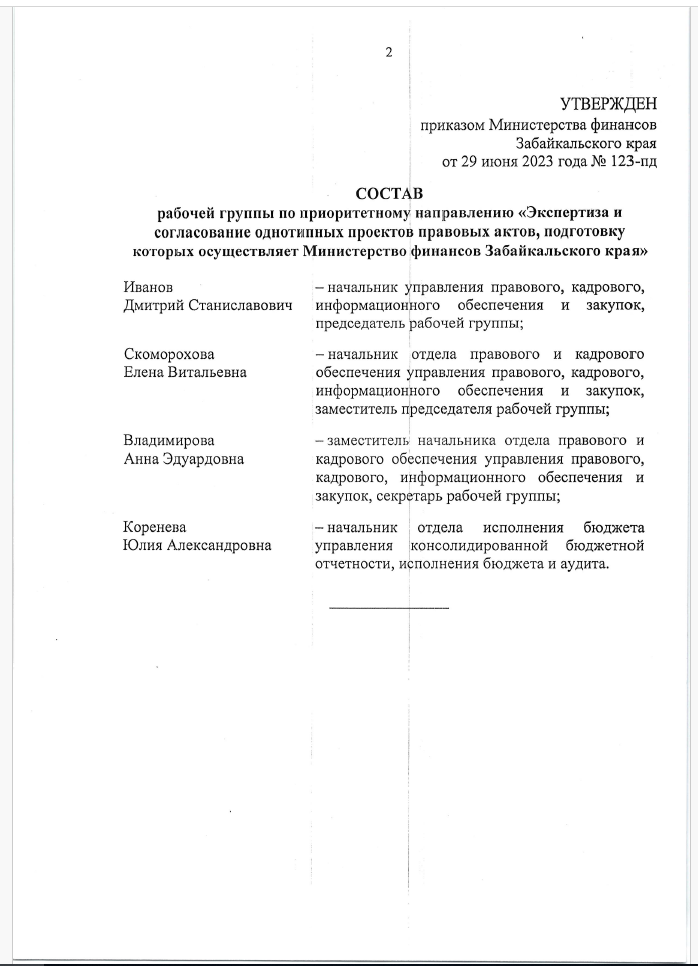 2
УТВЕРЖДЕН
приказом Министерства финансов
Забайкальского края
от 29 июня 2023 года № 123-пд
СОСТАВ
рабочей группы по приоритетному направлению «Экспертиза и
согласование однотипных проектов правовых актов, подготовку
которых осуществляет Министерство финансов Забайкальского края»
Иванов
Дмитрий Станиславович
– начальник управления правового, кадрового,
информационного обеспечения и закупок,
председатель рабочей группы;
Скоморохова
Елена Витальевна
– начальник отдела правового и кадрового
обеспечения управления правового, кадрового,
информационного обеспечения и закупок,
заместитель председателя рабочей группы;
Владимирова
Анна Эдуардовна
– заместитель начальника отдела правового и
кадрового обеспечения управления правового,
кадрового, информационного обеспечения и
закупок, секретарь рабочей группы;
Коренева
Юлия Александровна
– начальник отдела исполнения бюджета
управления консолидированной бюджетной
отчетности, исполнения бюджета и аудита.